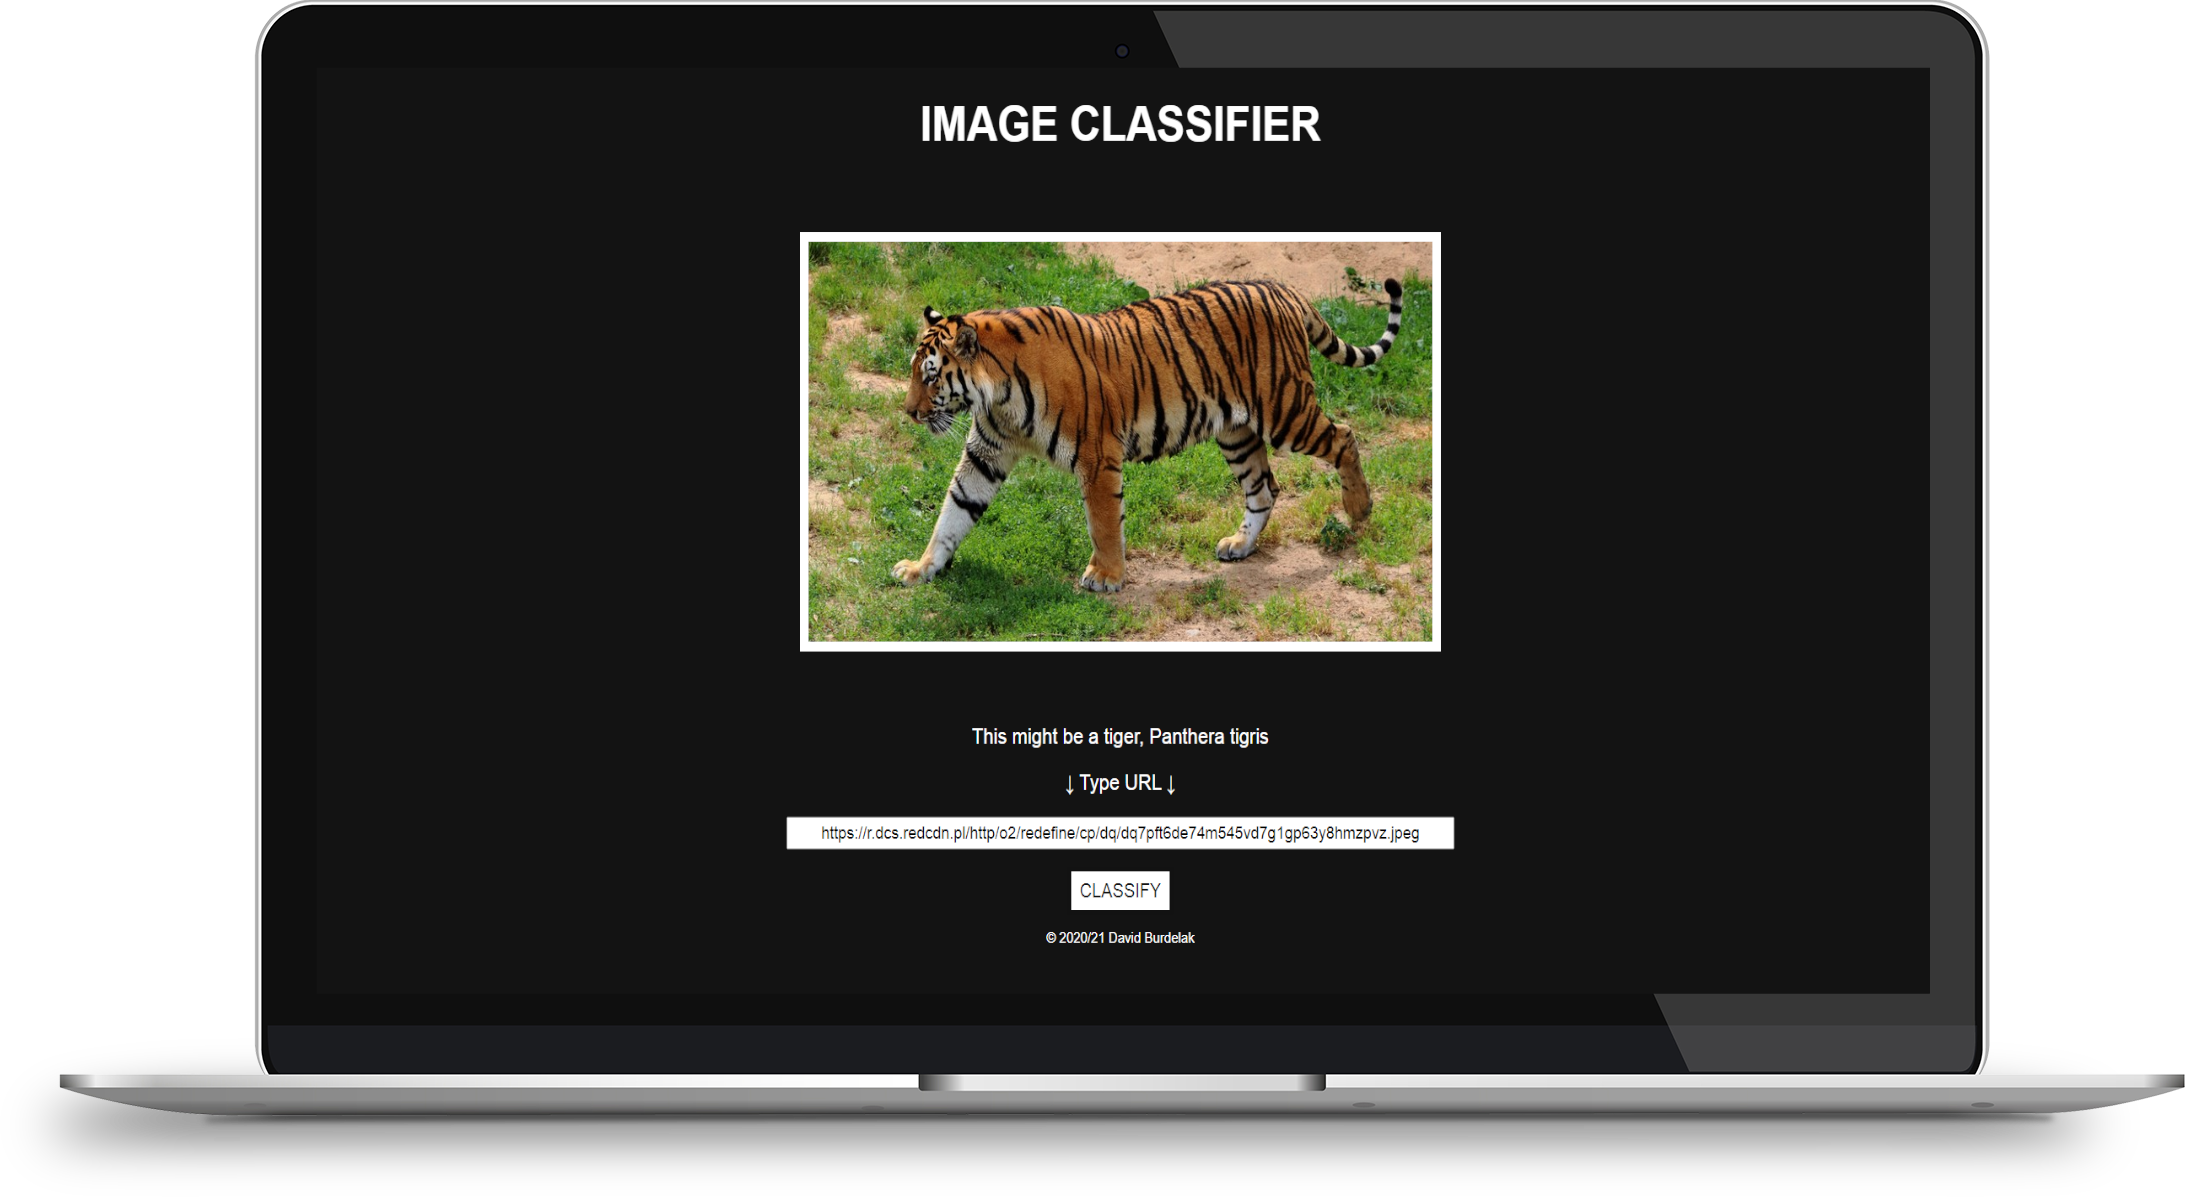 IMAGE CLASSIFIER
This might be a tiger, Panthera tigris
↓ Type URL ↓
https://r.dcs.redcdn.pl/http/o2/redefine/cp/dq/dq7pft6de74m545vd7g1gp63y8hmzpvz.jpeg
CLASSIFY
© 2020/21 David Burdelak